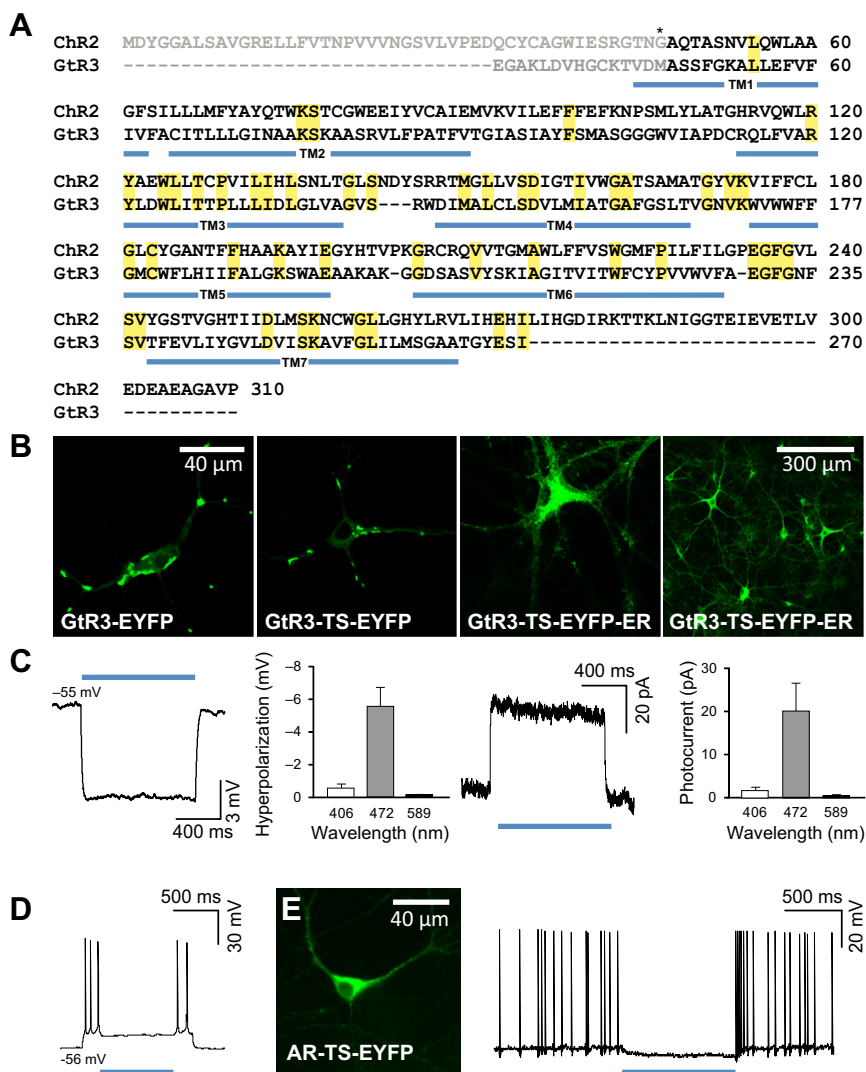 A
*
ChR2 MDYGGALSAVGRELLFVTNPVVVNGSVLVPEDQCYCAGWIESRGTNGAQTASNVLQWLAA 60
GtR3 EGAKLDVHGCKTVDMASSFGKALLEFVF 60
TM1
ChR2 GFSILLLMFYAYQTWKSTCGWEEIYVCAIEMVKVILEFFFEFKNPSMLYLATGHRVQWLR 120
GtR3 IVFACITLLLGINAAKSKAASRVLFPATFVTGIASIAYFSMASGGGWVIAPDCRQLFVAR 120
TM2
ChR2 YAEWLLTCPVILIHLSNLTGLSNDYSRRTMGLLVSDIGTIVWGATSAMATGYVKVIFFCL 180
GtR3 YLDWLITTPLLLIDLGLVAGVS---RWDIMALCLSDVLMIATGAFGSLTVGNVKWVWWFF 177
TM3 TM4
ChR2 GLCYGANTFFHAAKAYIEGYHTVPKGRCRQVVTGMAWLFFVSWGMFPILFILGPEGFGVL 240
GtR3 GMCWFLHIIFALGKSWAEAAKAK-GGDSASVYSKIAGITVITWFCYPVVWVFA-EGFGNF 235
TM5 TM6
ChR2 SVYGSTVGHTIIDLMSKNCWGLLGHYLRVLIHEHILIHGDIRKTTKLNIGGTEIEVETLV 300
GtR3 SVTFEVLIYGVLDVISKAVFGLILMSGAATGYESI------------------------- 270
TM7
ChR2 EDEAEAGAVP 310
GtR3 ----------
B
40 µm
300 µm
GtR3-EYFP
GtR3-TS-EYFP
GtR3-TS-EYFP-ER
GtR3-TS-EYFP-ER
C
−55 mV
3 mV
400 ms
Hyperpolarization (mV)
−8
−6
−4
−2
0
406 472 589
Wavelength (nm)
400 ms
20 pA
Photocurrent (pA)
30
20
10
0
406 472 589
Wavelength (nm)
D
500 ms
30 mV
-56 mV
E
40 µm
AR-TS-EYFP
500 ms
20 mV